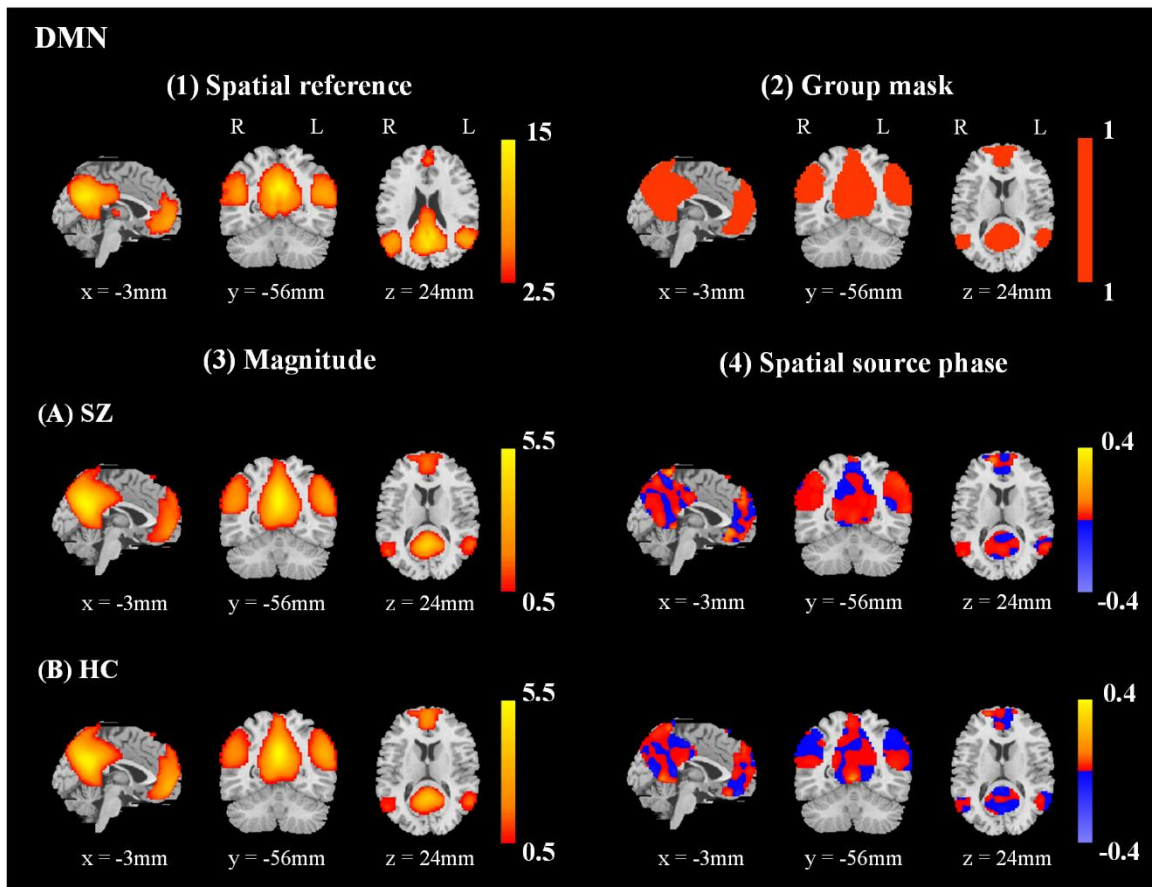 DMN
(1) Spatial reference
(2) Group mask
R L R L
R L R L
15
2.5
1
1
x = -3mm y = -56mm z = 24mm
x = -3mm y = -56mm z = 24mm
(3) Magnitude
(4) Spatial source phase
(A) SZ
5.5
0.5
0.4
-0.4
x = -3mm y = -56mm z = 24mm
x = -3mm y = -56mm z = 24mm
(B) HC
5.5
0.5
0.4
-0.4
x = -3mm y = -56mm z = 24mm
x = -3mm y = -56mm z = 24mm